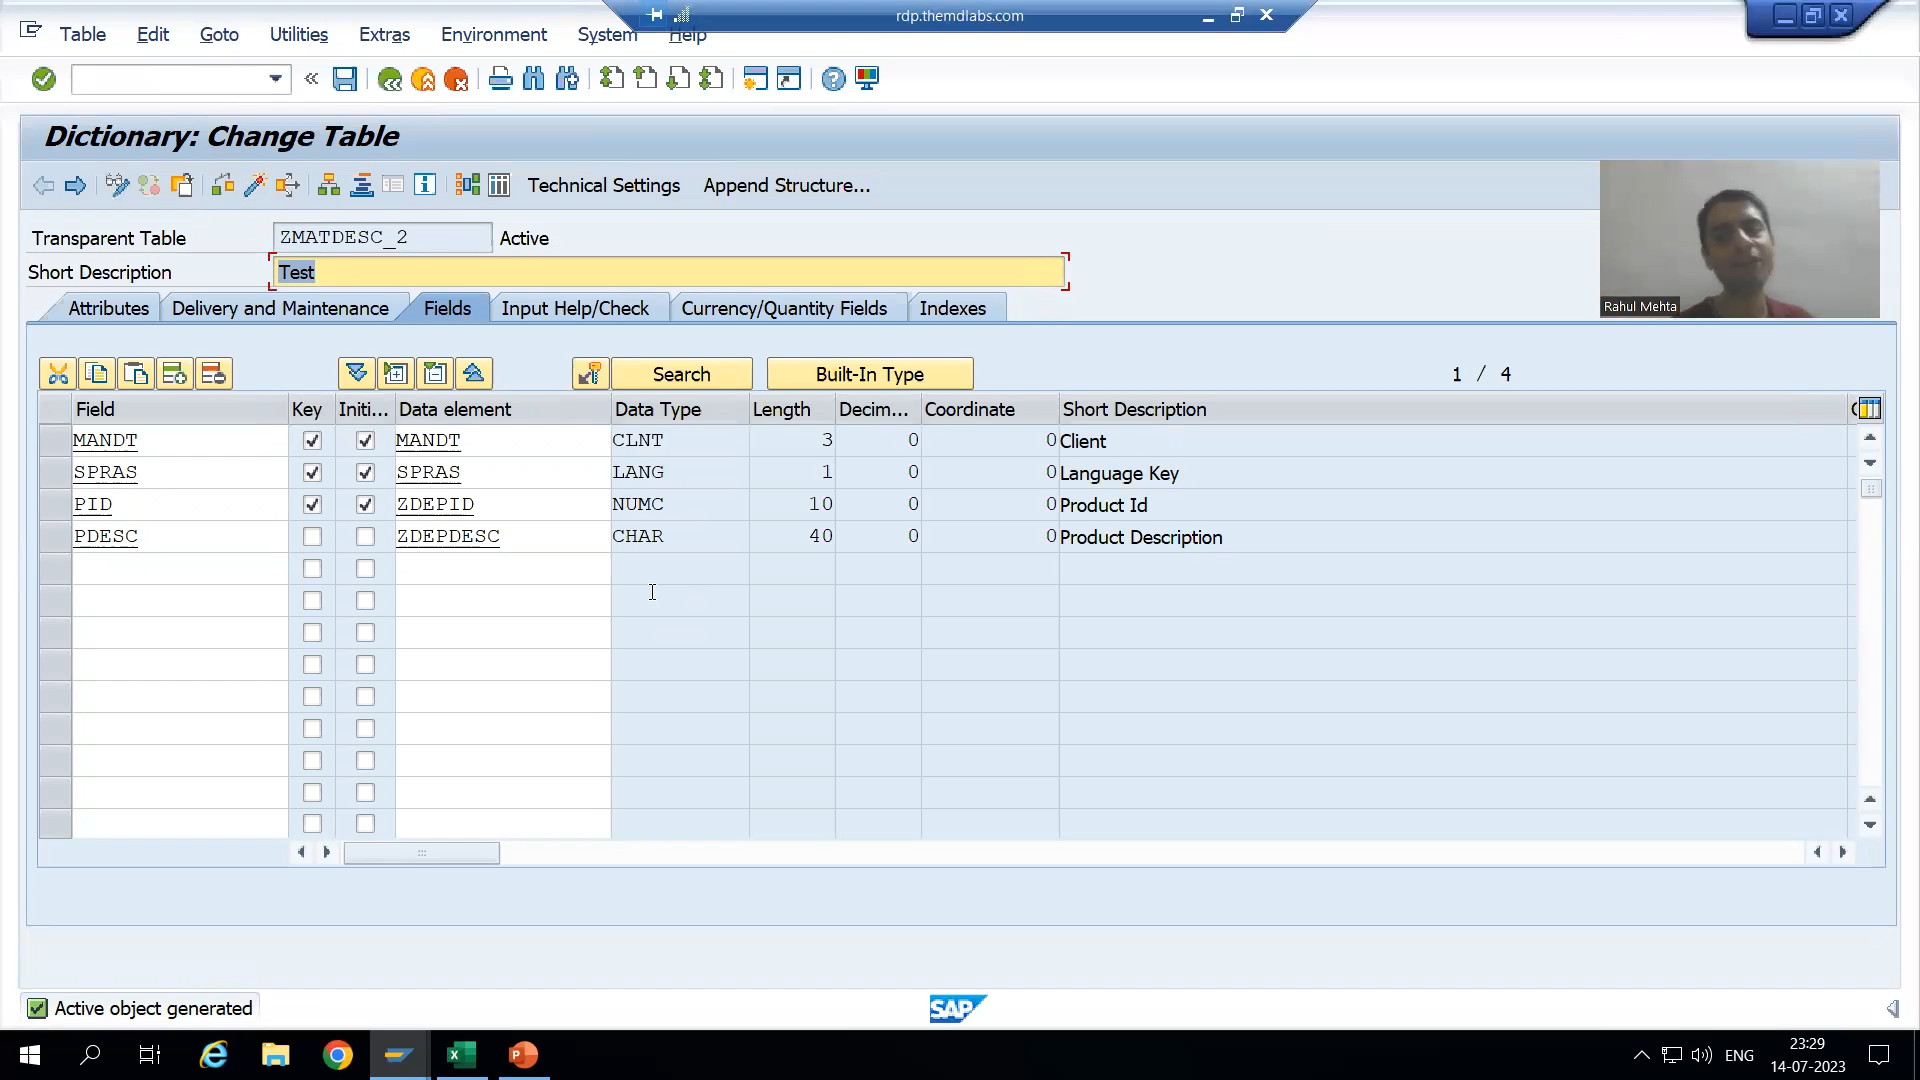 rdp.themdlabs.com
Table Edit Goto Utilities Extras Environment System Help
Dictionary: Change Table
Technical Settings Append Structure...
Transparent Table ZMATDESC_2 Active
Short Description Test
Rahul Mehta
Attributes Delivery and Maintenance Fields Input Help/Check Currency/Quantity Fields Indexes
Search Built-In Type 1 / 4
Field Key Initi... Data element Data Type Length Decim... Coordinate Short Description
MANDT MANDT CLNT 3 0 0 Client
SPRAS SPRAS LANG 1 0 0 Language Key
PID ZDEPID NUMC 10 0 0 Product Id
PDESC ZDEPDESC CHAR 40 0 0 Product Description
Active object generated
SAP
23:29
ENG
14-07-2023